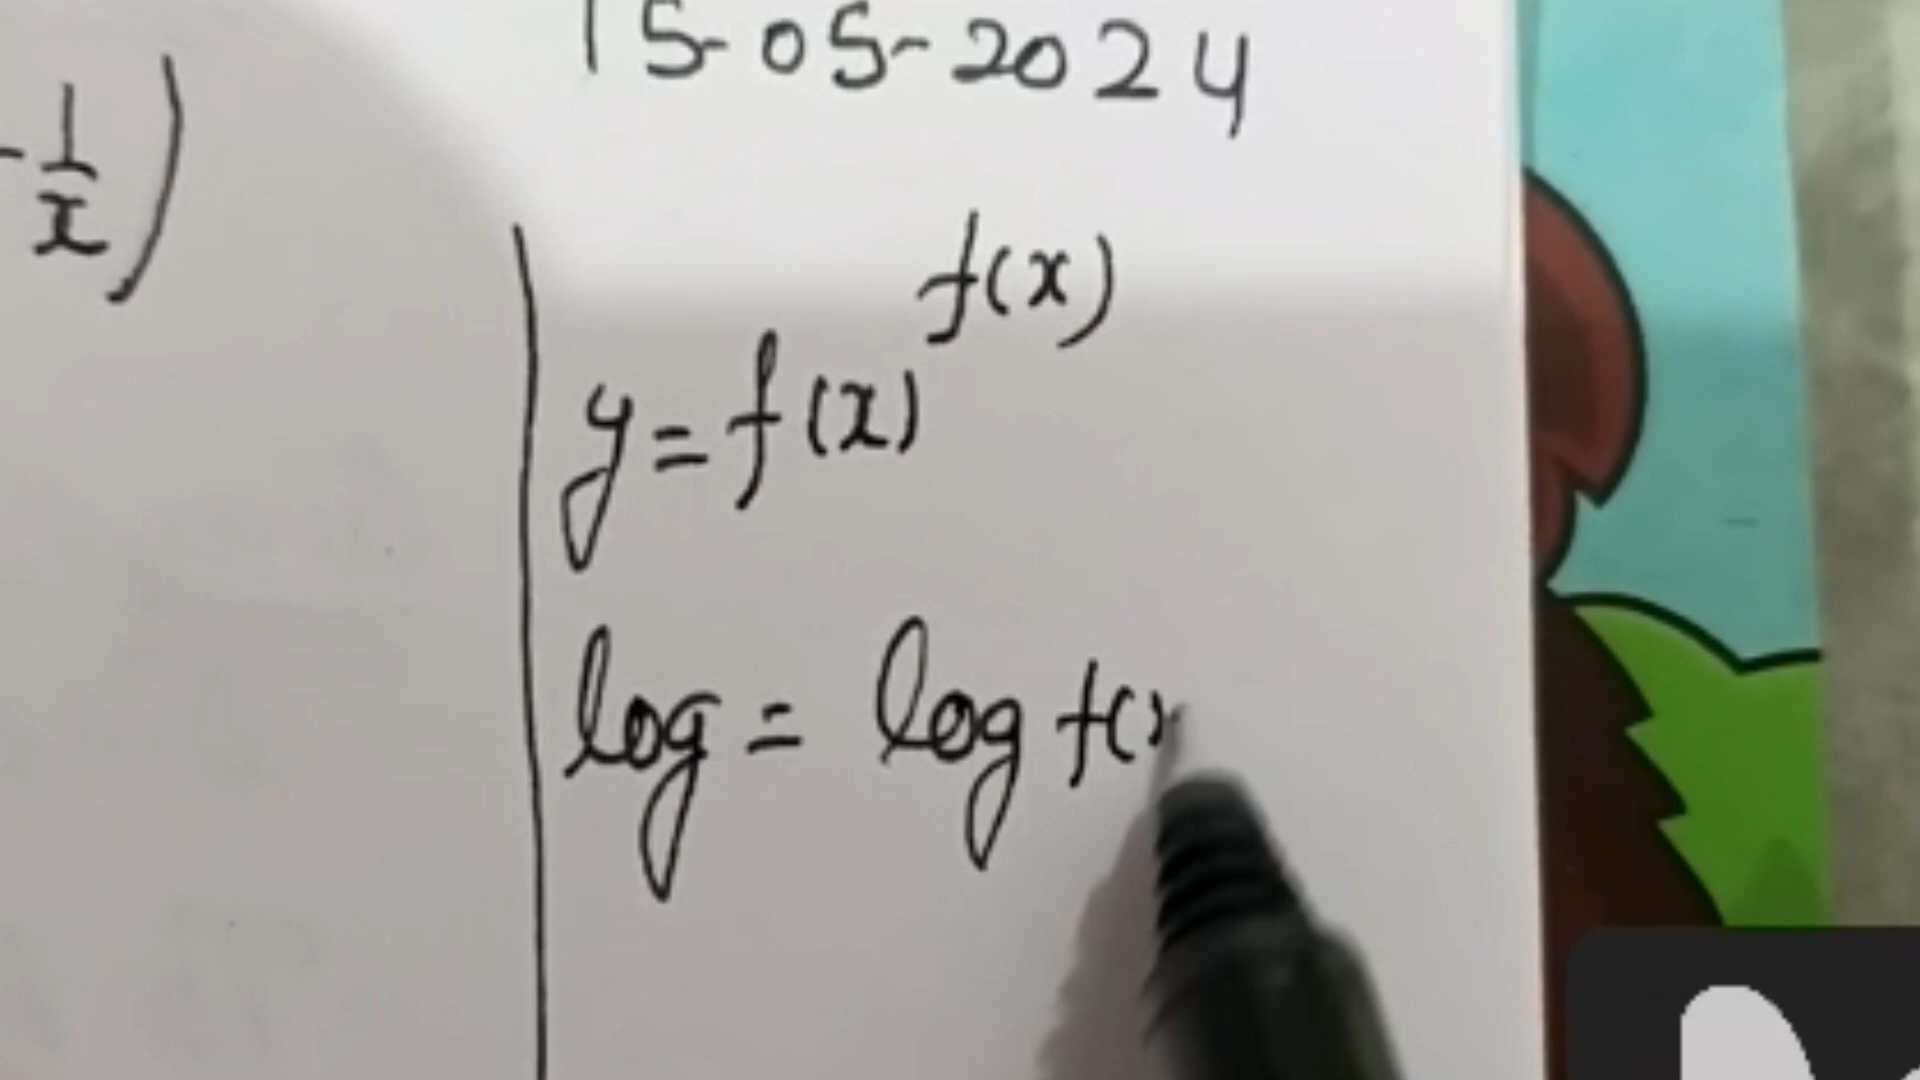 15-05-2024
- 1/x )
y = f(x)^f(x)
log = log f(x